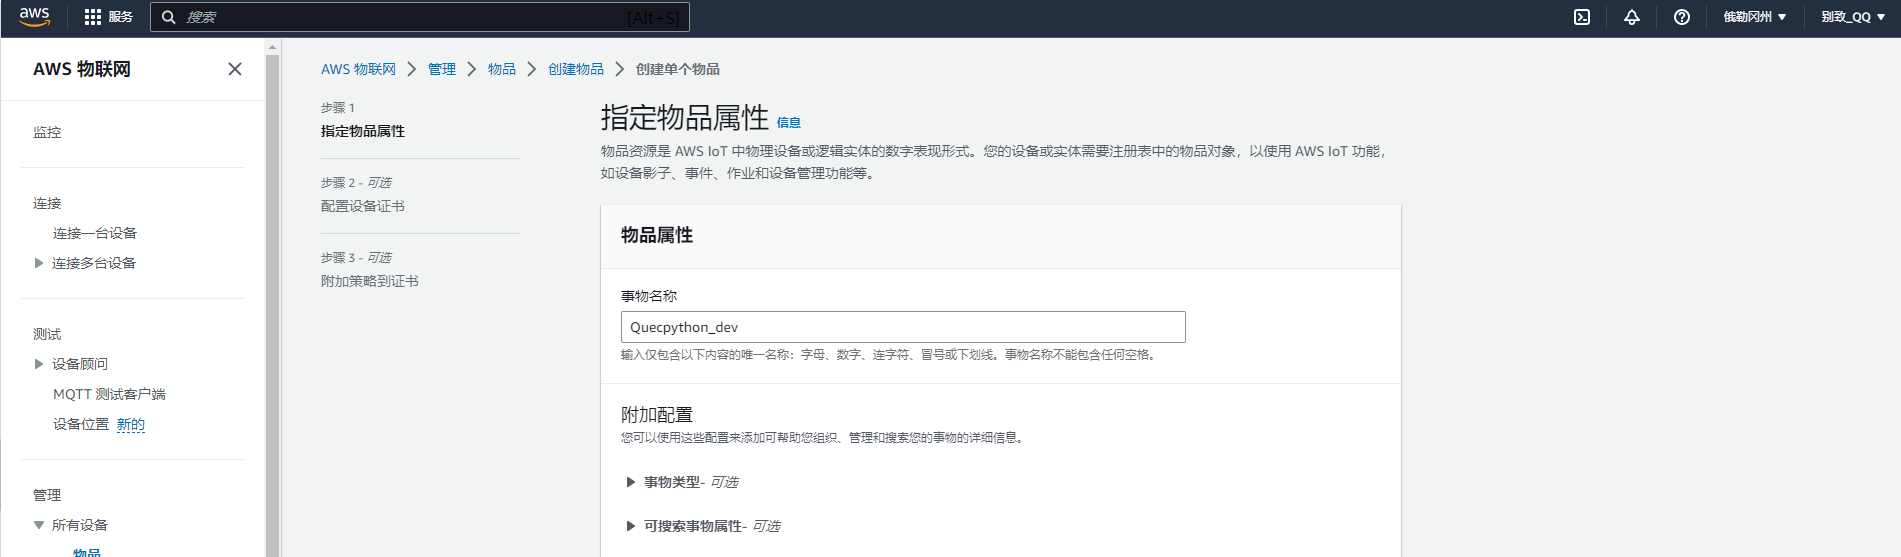 aws
服务
搜索
[Alt+S]
俄勒冈州
别致_QQ
AWS 物联网
监控
连接
连接一台设备
连接多台设备
测试
设备顾问
MQTT 测试客户端
设备位置 新的
管理
所有设备
物品
AWS 物联网
管理
物品
创建物品
创建单个物品
步骤 1
指定物品属性
步骤 2 - 可选
配置设备证书
步骤 3 - 可选
附加策略到证书
指定物品属性 信息
物品资源是 AWS IoT 中物理设备或逻辑实体的数字表现形式。您的设备或实体需要注册表中的物品对象，以使用 AWS IoT 功能，
如设备影子、事件、作业和设备管理功能等。
物品属性
事物名称
Quecpython_dev
输入仅包含以下内容的唯一名称：字母、数字、连字符、冒号或下划线。事物名称不能包含任何空格。
附加配置
您可以使用这些配置来添加可帮助您组织、管理和搜索您的事物的详细信息。
事物类型- 可选
可搜索事物属性- 可选